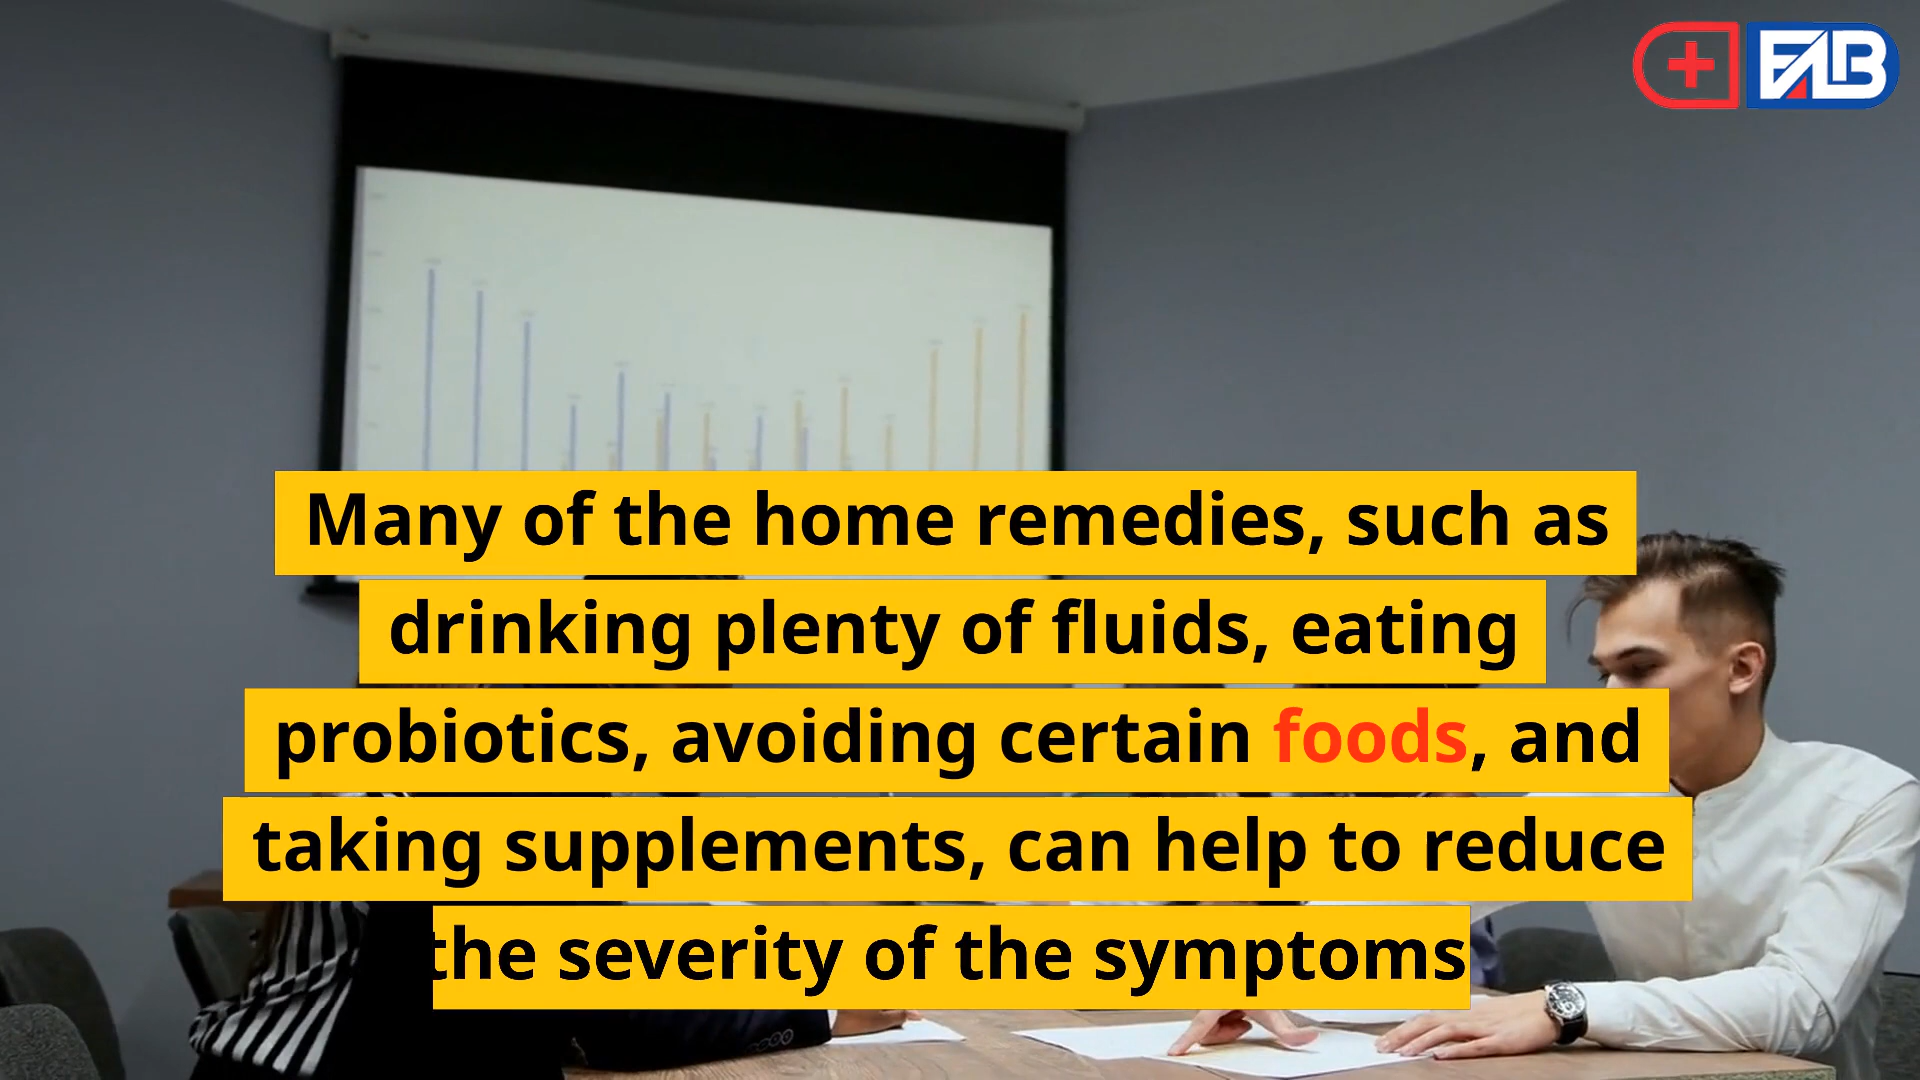 FAB
Many of the home remedies, such as
drinking plenty of fluids, eating
probiotics, avoiding certain foods, and
taking supplements, can help to reduce
the severity of the symptoms